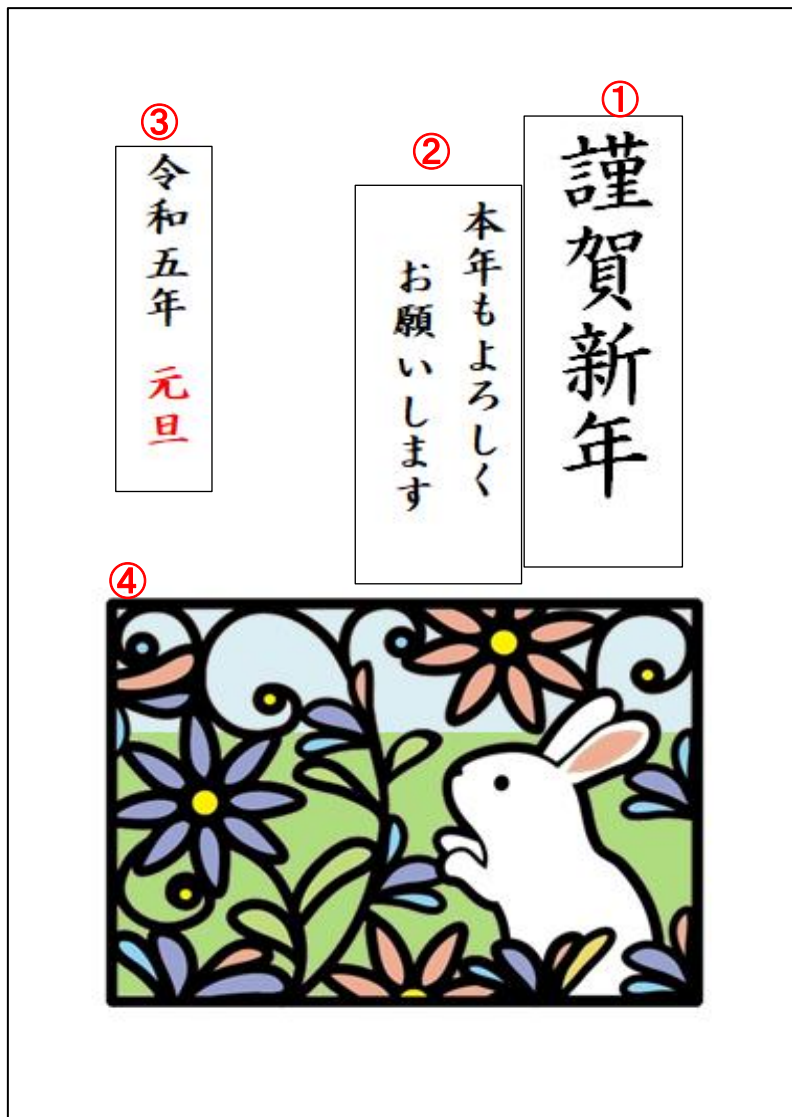 ①
謹賀新年
②
本年もよろしく
お願いします
③
令和五年 元旦
④